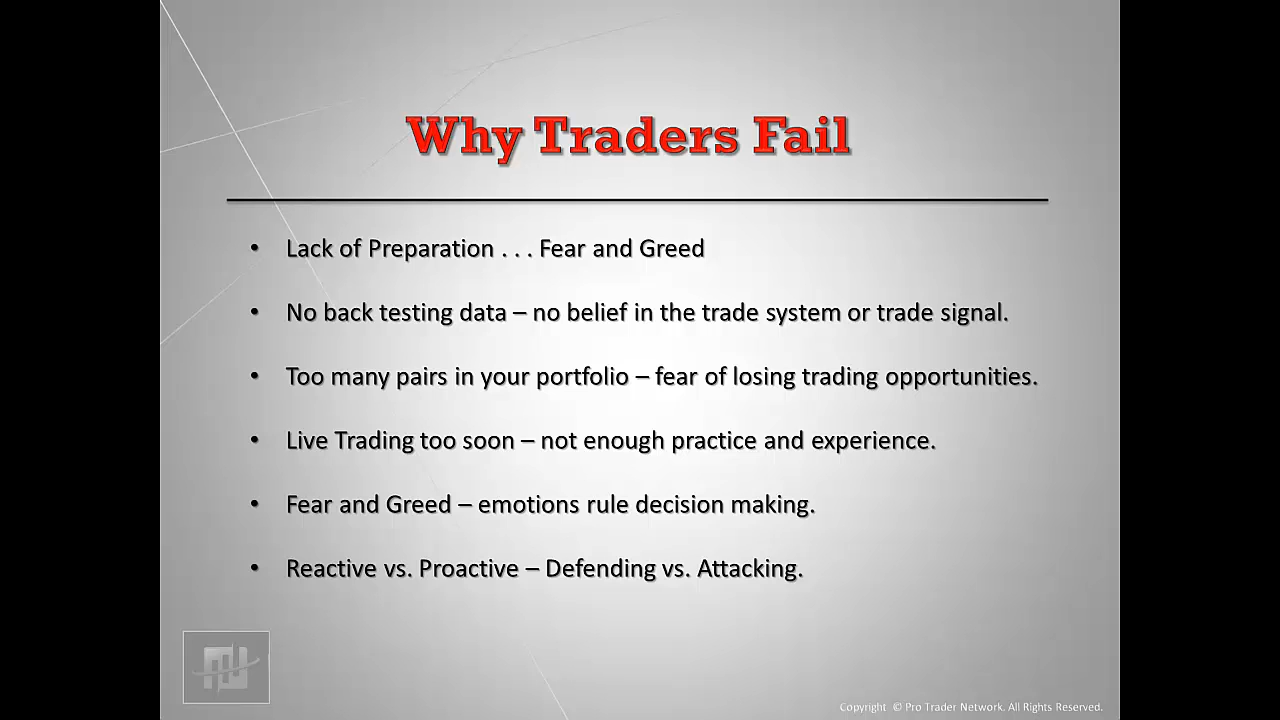 Why Traders Fail
• Lack of Preparation . . . Fear and Greed
• No back testing data – no belief in the trade system or trade signal.
• Too many pairs in your portfolio – fear of losing trading opportunities.
• Live Trading too soon – not enough practice and experience.
• Fear and Greed – emotions rule decision making.
• Reactive vs. Proactive – Defending vs. Attacking.
Copyright © Pro Trader Network. All Rights Reserved.